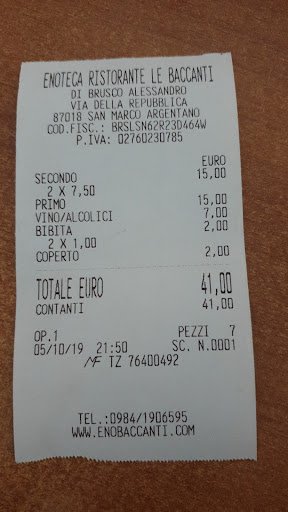 ENOTECA RISTORANTE LE BACCANTI
DI BRUSCO ALESSANDRO
VIA DELLA REPUBBLICA
87018 SAN MARCO ARGENTANO
COD.FISC.: BRSLSN62R23D464W
P.IVA: 02760230785
EURO
SECONDO 15,00
2 X 7,50
PRIMO 15,00
VINO/ALCOLICI 7,00
BIBITA 2,00
2 X 1,00
COPERTO 2,00
TOTALE EURO 41,00
CONTANTI 41,00
OP.1 PEZZI 7
05/10/19 21:50 SC. N.0001
MF TZ 76400492
TEL.:0984/1906595
WWW.ENOBACCANTI.COM